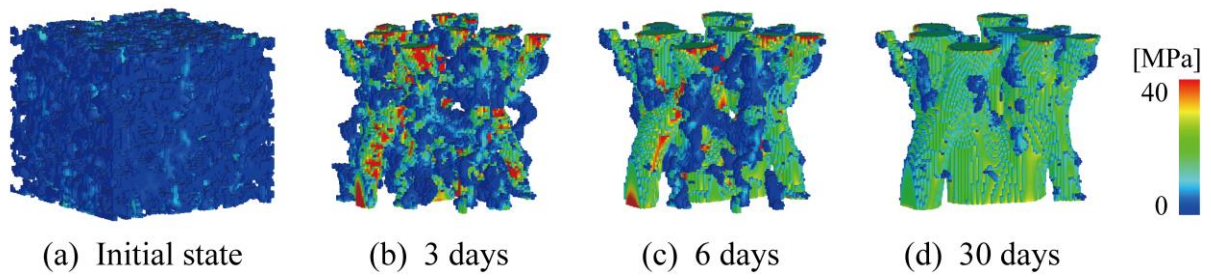 [MPa]
40
0
(a) Initial state
(b) 3 days
(c) 6 days
(d) 30 days